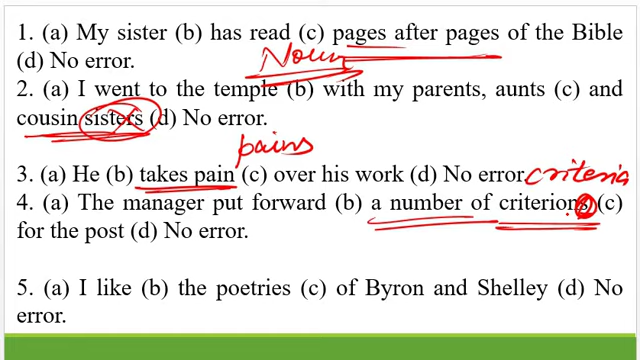 1. (a) My sister (b) has read (c) pages after pages of the Bible
(d) No error.
Noun
2. (a) I went to the temple (b) with my parents, aunts (c) and
cousin sisters (d) No error.
pains
3. (a) He (b) takes pain (c) over his work (d) No error.
criteria
4. (a) The manager put forward (b) a number of criterions (c)
for the post (d) No error.
5. (a) I like (b) the poetries (c) of Byron and Shelley (d) No
error.